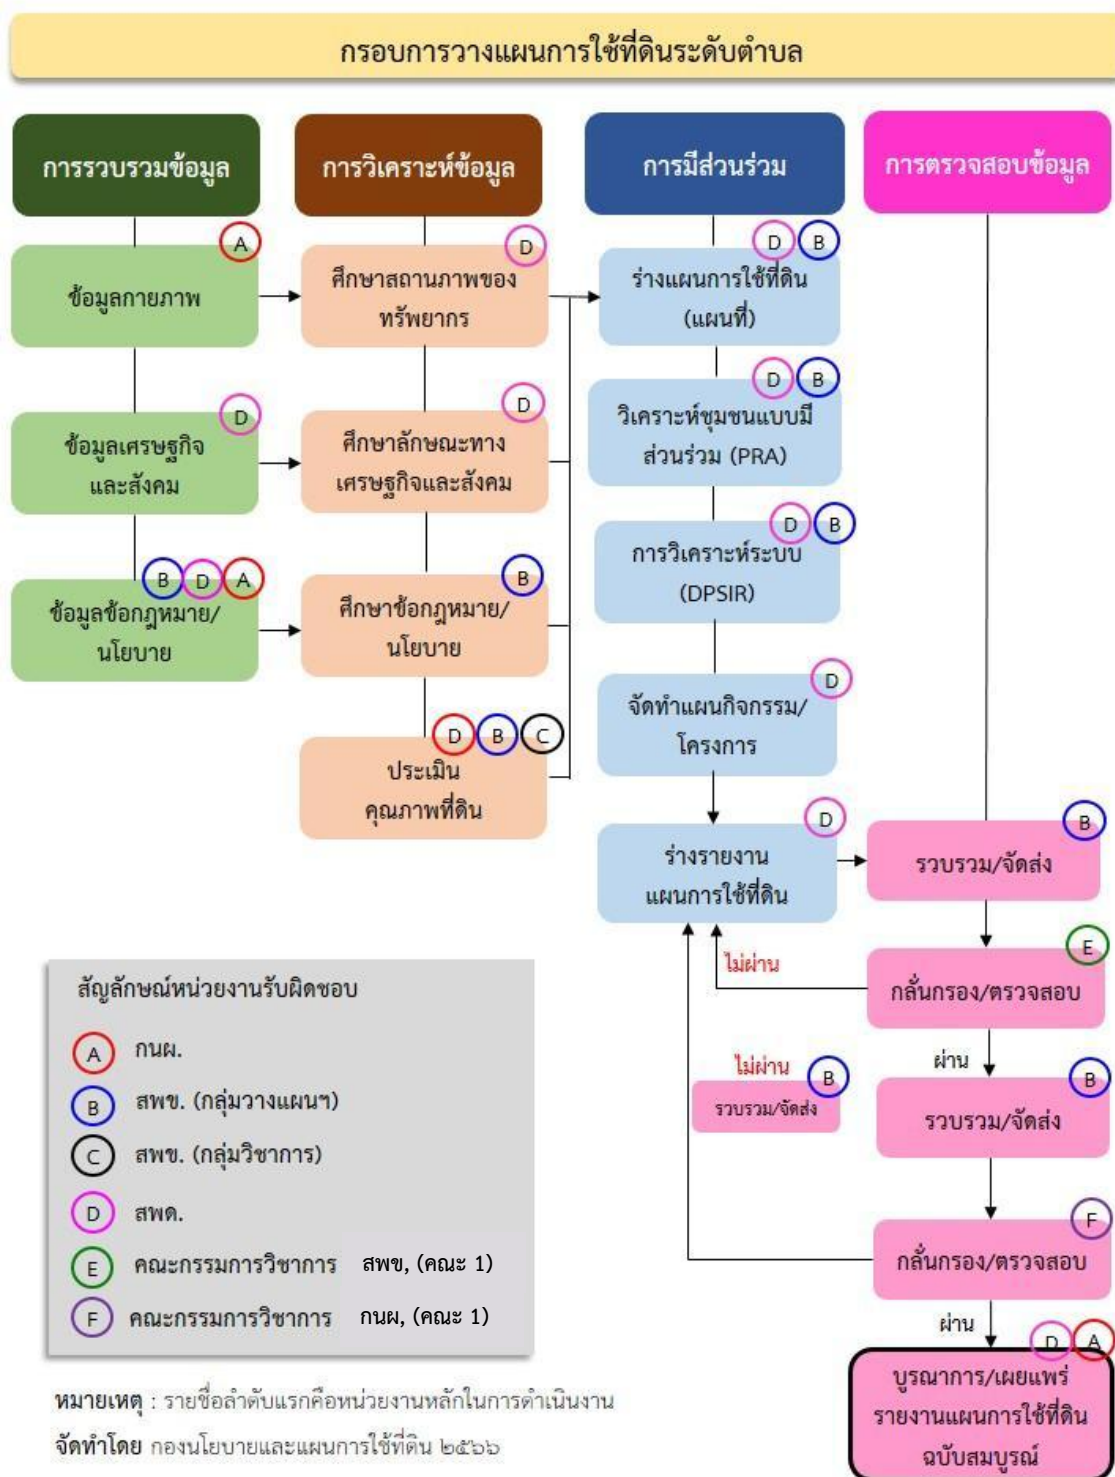 กรอบการวางแผนการใช้ที่ดินระดับตำบล
การรวบรวมข้อมูล
การวิเคราะห์ข้อมูล
การมีส่วนร่วม
การตรวจสอบข้อมูล
A
ข้อมูลกายภาพ
D
ศึกษาสถานภาพของ
ทรัพยากร
D B
ร่างแผนการใช้ที่ดิน
(แผนที่)
D
ข้อมูลเศรษฐกิจ
และสังคม
D
ศึกษาลักษณะทาง
เศรษฐกิจและสังคม
D B
วิเคราะห์ชุมชนแบบมี
ส่วนร่วม (PRA)
D B
การวิเคราะห์ระบบ
(DPSIR)
B D A
ข้อมูลข้อกฎหมาย/
นโยบาย
B
ศึกษาข้อกฎหมาย/
นโยบาย
D
จัดทำแผนกิจกรรม/
โครงการ
D B C
ประเมิน
คุณภาพที่ดิน
D
ร่างรายงาน
แผนการใช้ที่ดิน
B
รวบรวม/จัดส่ง
E
กลั่นกรอง/ตรวจสอบ
ไม่ผ่าน
ผ่าน
B
รวบรวม/จัดส่ง
ไม่ผ่าน
B
รวบรวม/จัดส่ง
F
กลั่นกรอง/ตรวจสอบ
ผ่าน
D A
บูรณาการ/เผยแพร่
รายงานแผนการใช้ที่ดิน
ฉบับสมบูรณ์
สัญลักษณ์หน่วยงานรับผิดชอบ
A กนผ.
B สพข. (กลุ่มวางแผนฯ)
C สพข. (กลุ่มวิชาการ)
D สพด.
E คณะกรรมการวิชาการ สพข, (คณะ 1)
F คณะกรรมการวิชาการ กนผ, (คณะ 1)
หมายเหตุ : รายชื่อลำดับแรกคือหน่วยงานหลักในการดำเนินงาน
จัดทำโดย กองนโยบายและแผนการใช้ที่ดิน ๒๕๖๖